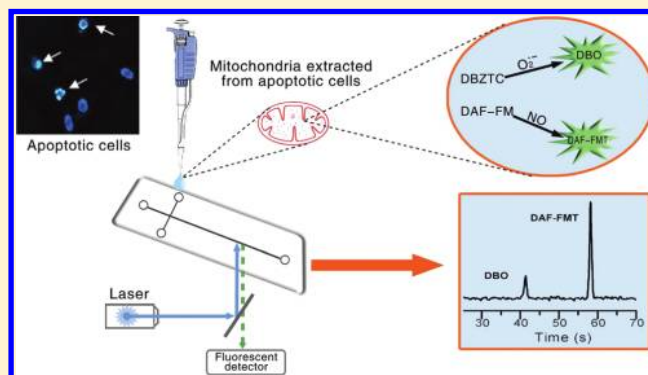 Apoptotic cells
Mitochondria extracted
from apoptotic cells
DBZTC
O2•−
DBO
DAF-FM
NO
DAF-FMT
Laser
Fluorescent
detector
DAF-FMT
DBO
30 40 50 60 70
Time (s)